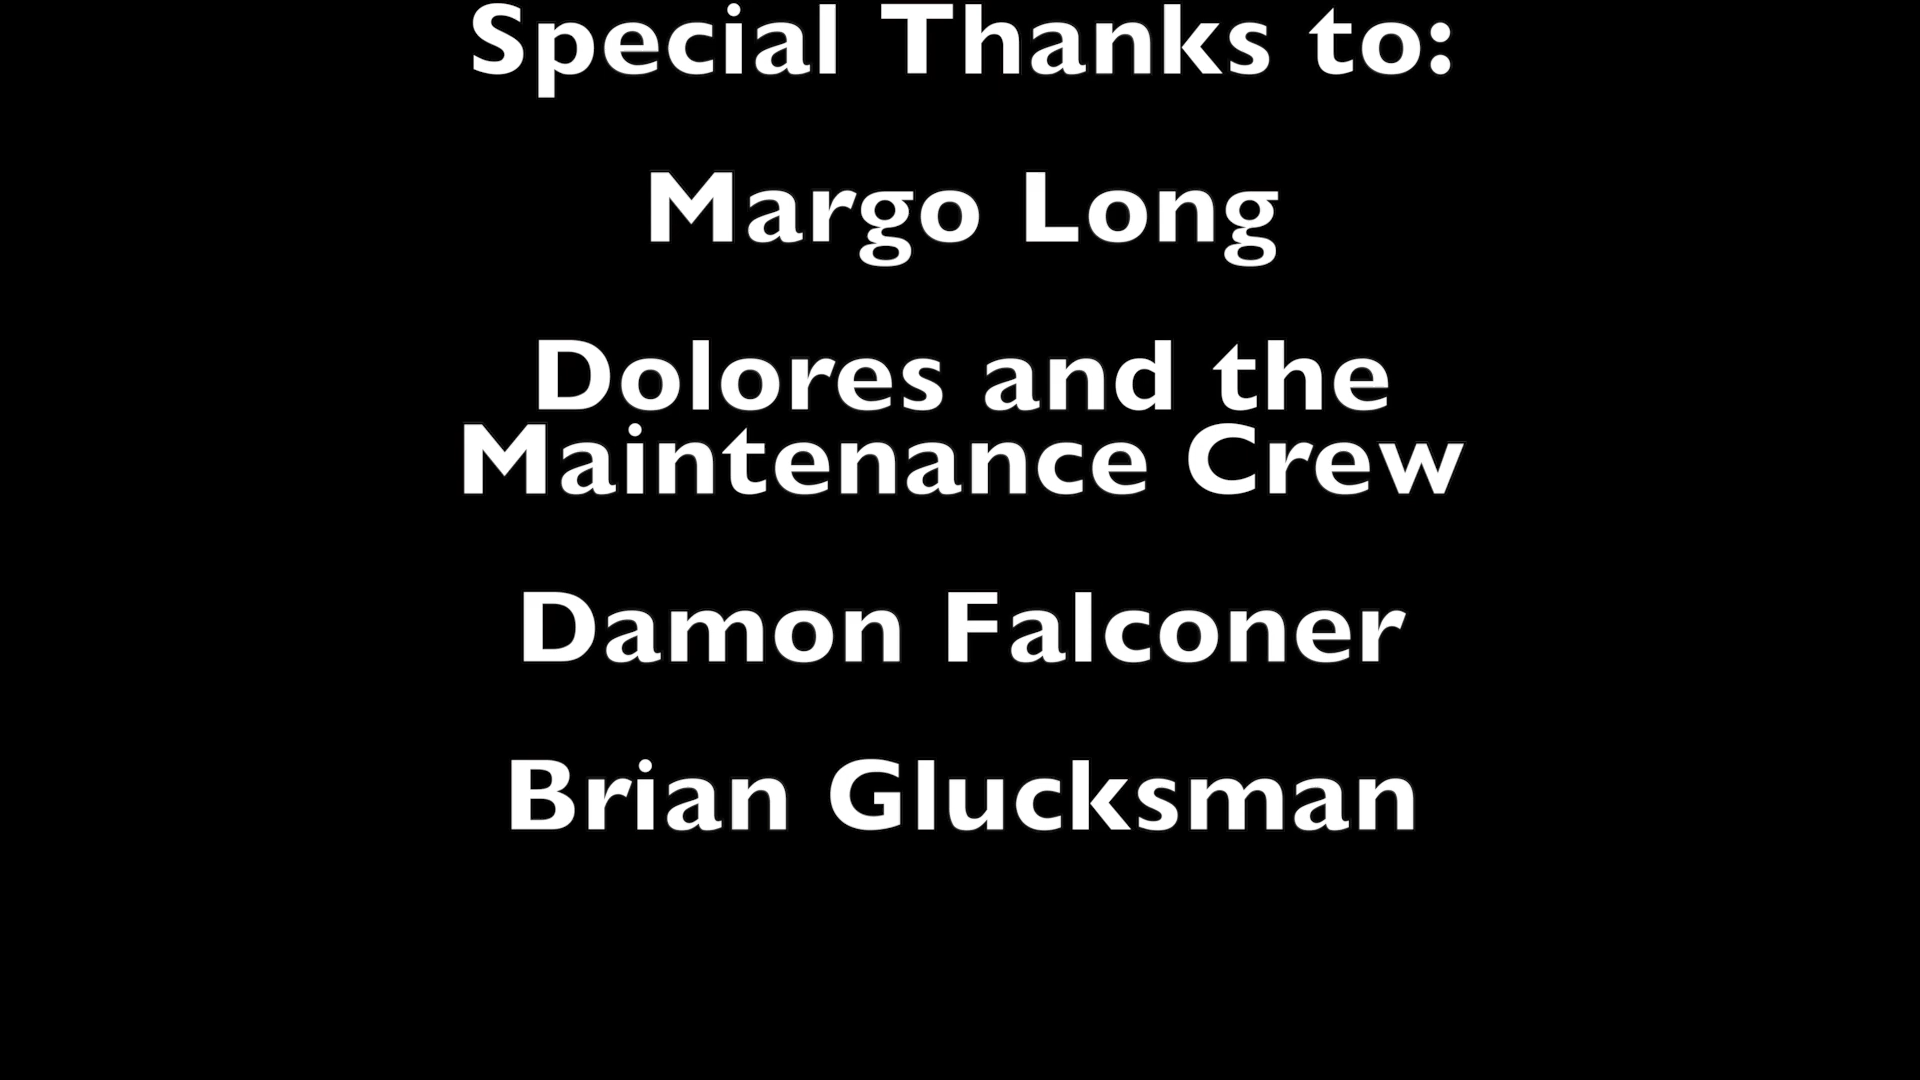 Special Thanks to:
Margo Long
Dolores and the
Maintenance Crew
Damon Falconer
Brian Glucksman